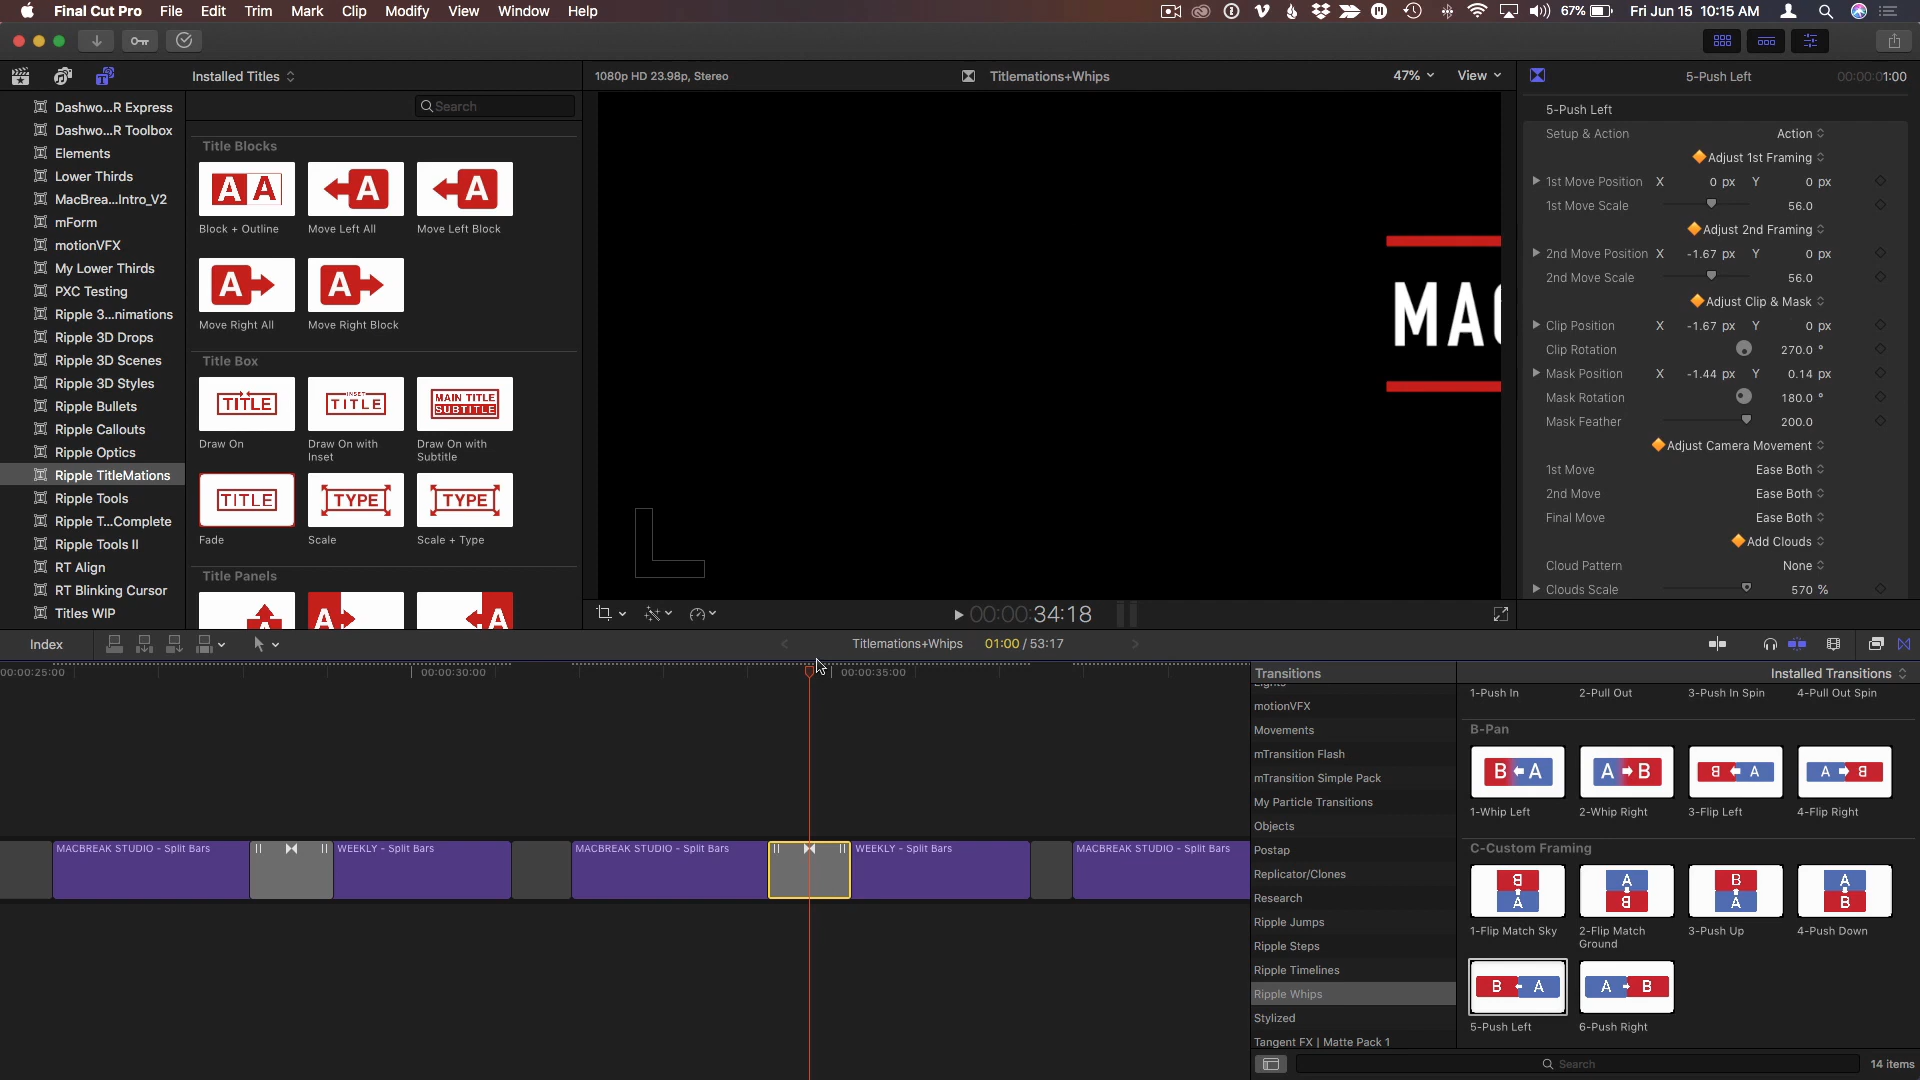 Final Cut Pro File Edit Trim Mark Clip Modify View Window Help
67% Fri Jun 15 10:15 AM
Installed Titles
1080p HD 23.98p, Stereo
Titlemations+Whips
47% View
5-Push Left
00:00:01:00
Search
Dashwo...R Express
Dashwo...R Toolbox
Elements
Lower Thirds
MacBrea...Intro_V2
mForm
motionVFX
My Lower Thirds
PXC Testing
Ripple 3...nimations
Ripple 3D Drops
Ripple 3D Scenes
Ripple 3D Styles
Ripple Bullets
Ripple Callouts
Ripple Optics
Ripple TitleMations
Ripple Tools
Ripple T...Complete
Ripple Tools II
RT Align
RT Blinking Cursor
Titles WIP
Title Blocks
A A
A
A
Block + Outline
Move Left All
Move Left Block
A
A
Move Right All
Move Right Block
Title Box
TITLE
INSET
TITLE
MAIN TITLE
SUBTITLE
Draw On
Draw On with Inset
Draw On with Subtitle
TITLE
TYPE
TYPE
Fade
Scale
Scale + Type
Title Panels
A
A
MAC
5-Push Left
Setup & Action Action
Adjust 1st Framing
1st Move Position X 0 px Y 0 px
1st Move Scale 56.0
Adjust 2nd Framing
2nd Move Position X -1.67 px Y 0 px
2nd Move Scale 56.0
Adjust Clip & Mask
Clip Position X -1.67 px Y 0 px
Clip Rotation 270.0 °
Mask Position X -1.44 px Y 0.14 px
Mask Rotation 180.0 °
Mask Feather 200.0
Adjust Camera Movement
1st Move Ease Both
2nd Move Ease Both
Final Move Ease Both
Add Clouds
Cloud Pattern None
Clouds Scale 570 %
00:00:34:18
Index
Titlemations+Whips 01:00 / 53:17
00:00:25:00
00:00:30:00
00:00:35:00
MACBREAK STUDIO - Split Bars
WEEKLY - Split Bars
MACBREAK STUDIO - Split Bars
WEEKLY - Split Bars
MACBREAK STUDIO - Split Bars
Transitions
Installed Transitions
Lights
motionVFX
Movements
mTransition Flash
mTransition Simple Pack
My Particle Transitions
Objects
Postap
Replicator/Clones
Research
Ripple Jumps
Ripple Steps
Ripple Timelines
Ripple Whips
Stylized
Tangent FX | Matte Pack 1
1-Push In
2-Pull Out
3-Push In Spin
4-Pull Out Spin
B-Pan
B A
A B
B A
A B
1-Whip Left
2-Whip Right
3-Flip Left
4-Flip Right
C-Custom Framing
B
A
A
B
B
A
A
B
1-Flip Match Sky
2-Flip Match Ground
3-Push Up
4-Push Down
B A
A B
5-Push Left
6-Push Right
Search
14 items